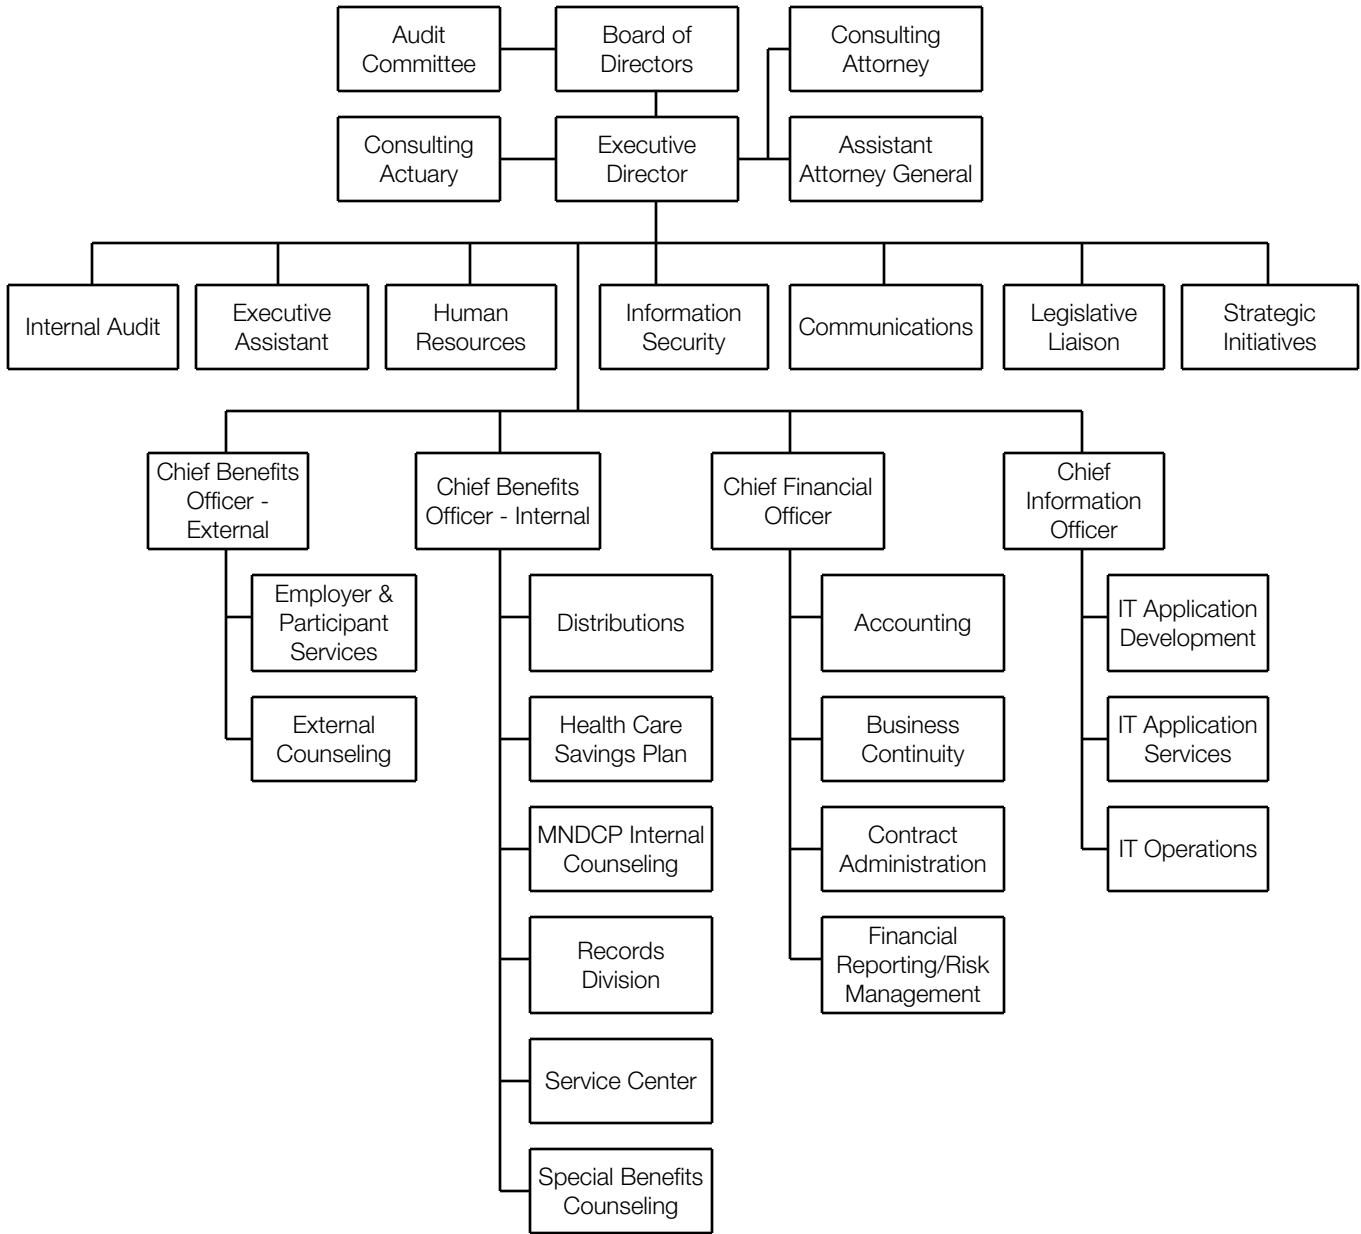 Audit
Committee
Board of
Directors
Consulting
Attorney
Consulting
Actuary
Executive
Director
Assistant
Attorney General
Internal Audit
Executive
Assistant
Human
Resources
Information
Security
Communications
Legislative
Liaison
Strategic
Initiatives
Chief Benefits
Officer -
External
Chief Benefits
Officer - Internal
Chief Financial
Officer
Chief
Information
Officer
Employer &
Participant
Services
External
Counseling
Distributions
Health Care
Savings Plan
MNDCP Internal
Counseling
Records
Division
Service Center
Special Benefits
Counseling
Accounting
Business
Continuity
Contract
Administration
Financial
Reporting/Risk
Management
IT Application
Development
IT Application
Services
IT Operations